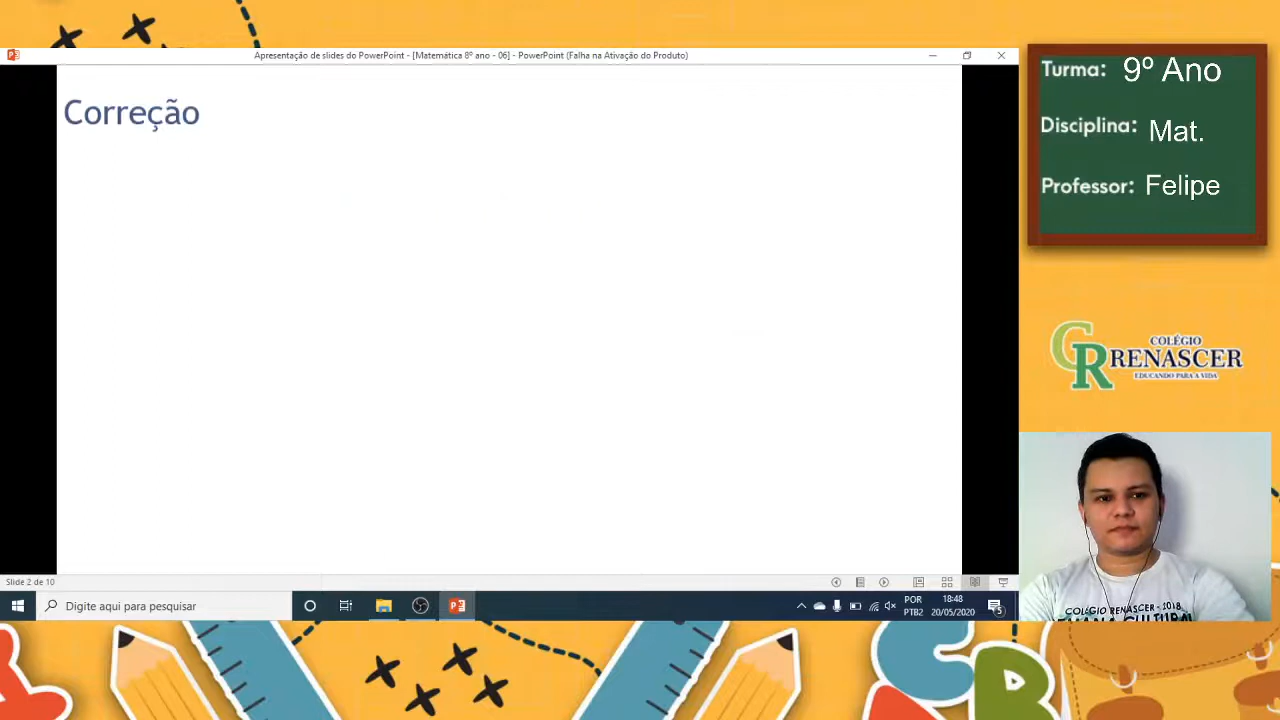 Apresentação de slides do PowerPoint - [Matemática 8º ano - 06] - PowerPoint (Falha na Ativação do Produto)
Correção
Slide 2 de 10
Digite aqui para pesquisar
POR
PTB2
18:48
20/05/2020
5
Turma: 9º Ano
Disciplina: Mat.
Professor: Felipe
CR
COLÉGIO
RENASCER
EDUCANDO PARA A VIDA
COLÉGIO RENASCER - 2018